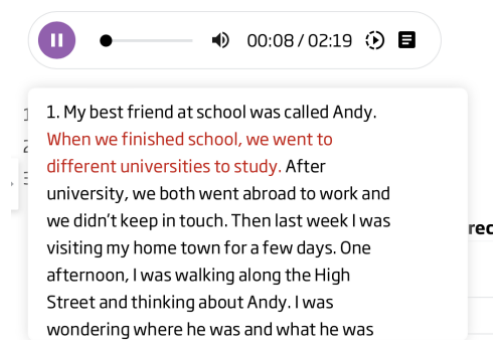 00:08 / 02:19
1. My best friend at school was called Andy.
When we finished school, we went to
different universities to study. After
university, we both went abroad to work and
we didn't keep in touch. Then last week I was
visiting my home town for a few days. One
afternoon, I was walking along the High
Street and thinking about Andy. I was
wondering where he was and what he was